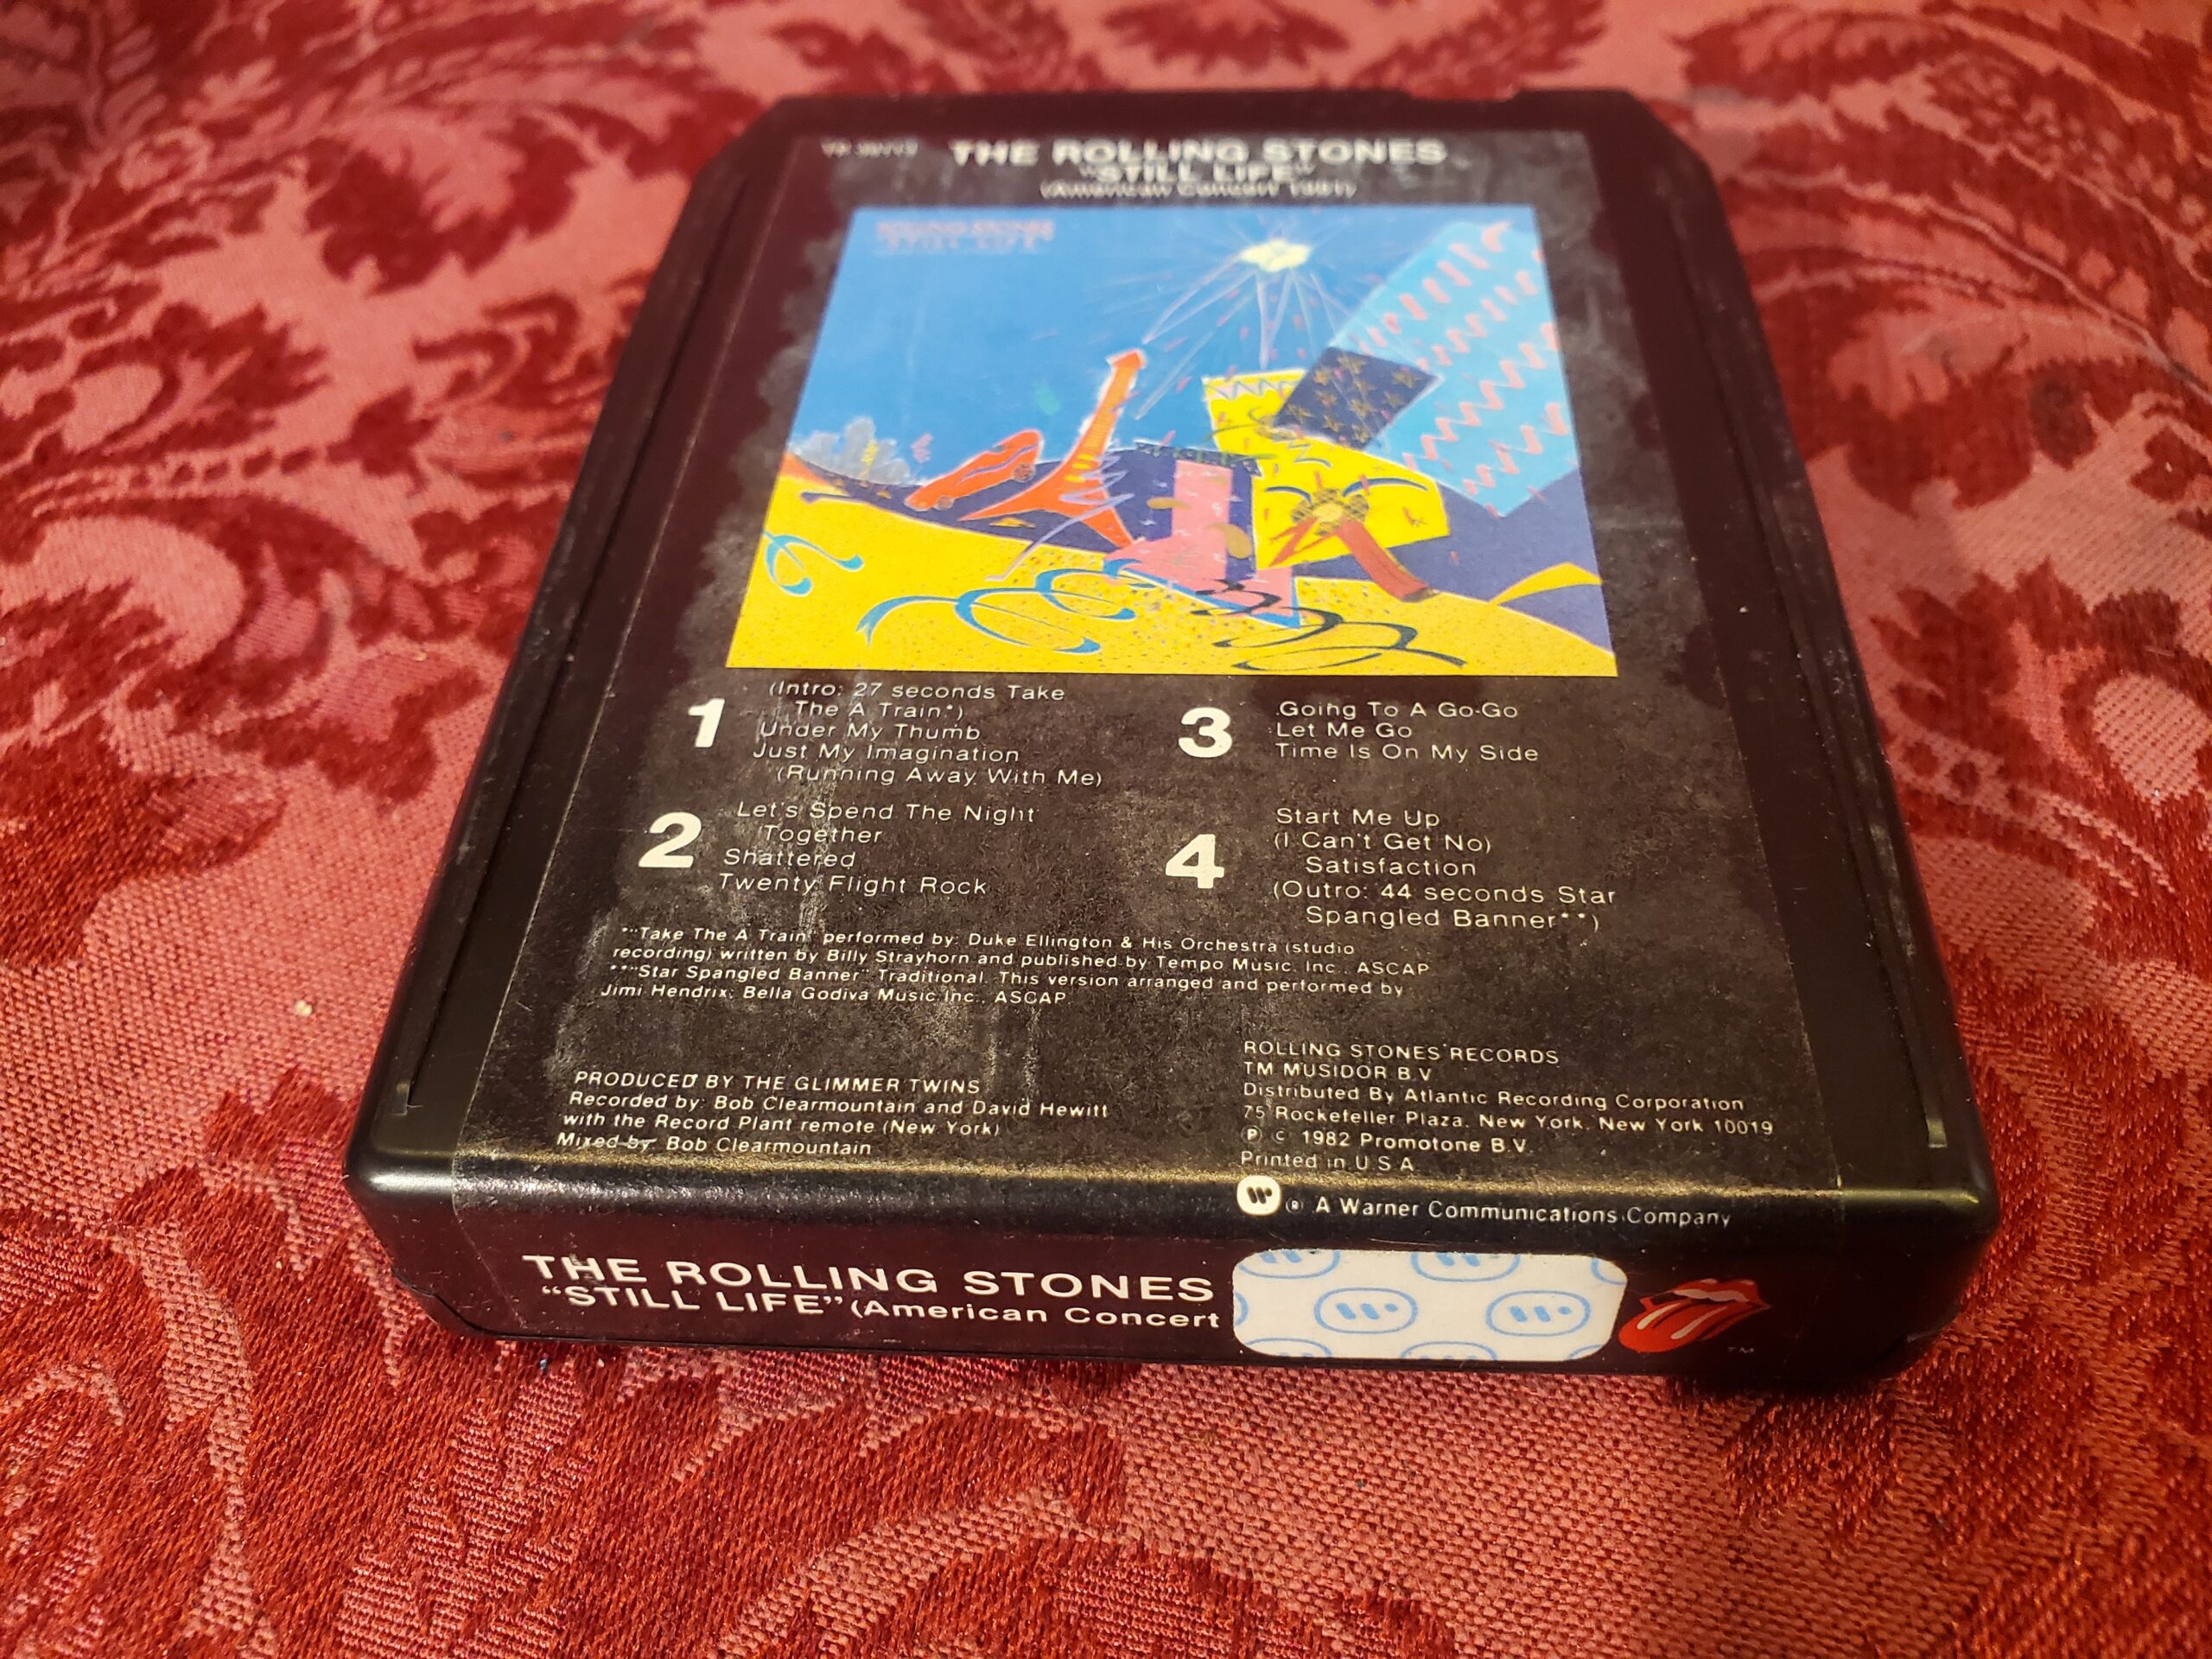 THE ROLLING STONES
"STILL LIFE"
(American Concert 1981)
ROLLING STONES
"STILL LIFE"
1
(Intro: 27 seconds Take
The A Train*)
Under My Thumb
Just My Imagination
(Running Away With Me)
2
Let's Spend The Night
Together
Shattered
Twenty Flight Rock
3
Going To A Go-Go
Let Me Go
Time Is On My Side
4
Start Me Up
(I Can't Get No)
Satisfaction
(Outro: 44 seconds Star
Spangled Banner**)
*"Take The A Train" performed by: Duke Ellington & His Orchestra (studio
recording) written by Billy Strayhorn and published by Tempo Music, Inc., ASCAP
**"Star Spangled Banner" Traditional. This version arranged and performed by
Jimi Hendrix; Bella Godiva Music Inc., ASCAP
PRODUCED BY THE GLIMMER TWINS
Recorded by: Bob Clearmountain and David Hewitt
with the Record Plant remote (New York)
Mixed by: Bob Clearmountain
ROLLING STONES RECORDS
TM MUSIDOR B.V.
Distributed By Atlantic Recording Corporation
75 Rockefeller Plaza, New York, New York 10019
Ⓟ © 1982 Promotone B.V.
Printed in U.S.A.
® A Warner Communications Company
THE ROLLING STONES
"STILL LIFE" (American Concert
TM